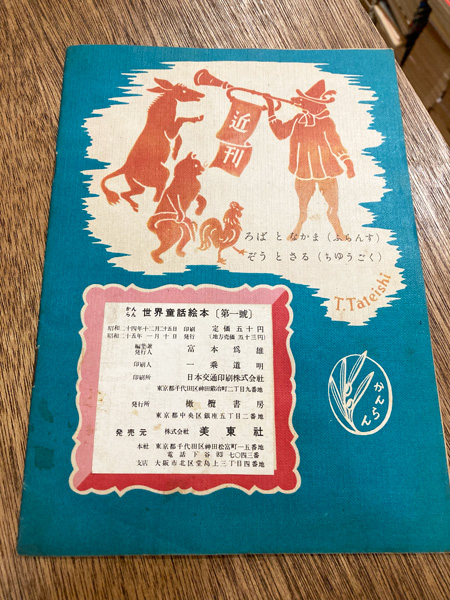 近刊
ろば と なかま (ふらんす)
ぞう と さる (ちゆうごく)
T.Tateishi
かんらん 世界童話絵本〔第一號〕
昭和二十四年十二月二十五日 印刷 定価 五十円
昭和二十五年 一月十日 発行 (地方売価 五十三円)
編集兼発行人 富本爲雄
印刷人 一乗道明
印刷所 日本交通印刷株式会社
東京都千代田区神田鍛冶町二丁目九番地
発行所 橄欖書房
東京都中央区銀座五丁目二番地
発売元 株式会社 美東社
本社 東京都千代田区神田松富町一五番地
電話 下谷 83 七〇四三番
支店 大阪市北区堂島上三丁目四番地
かんらん